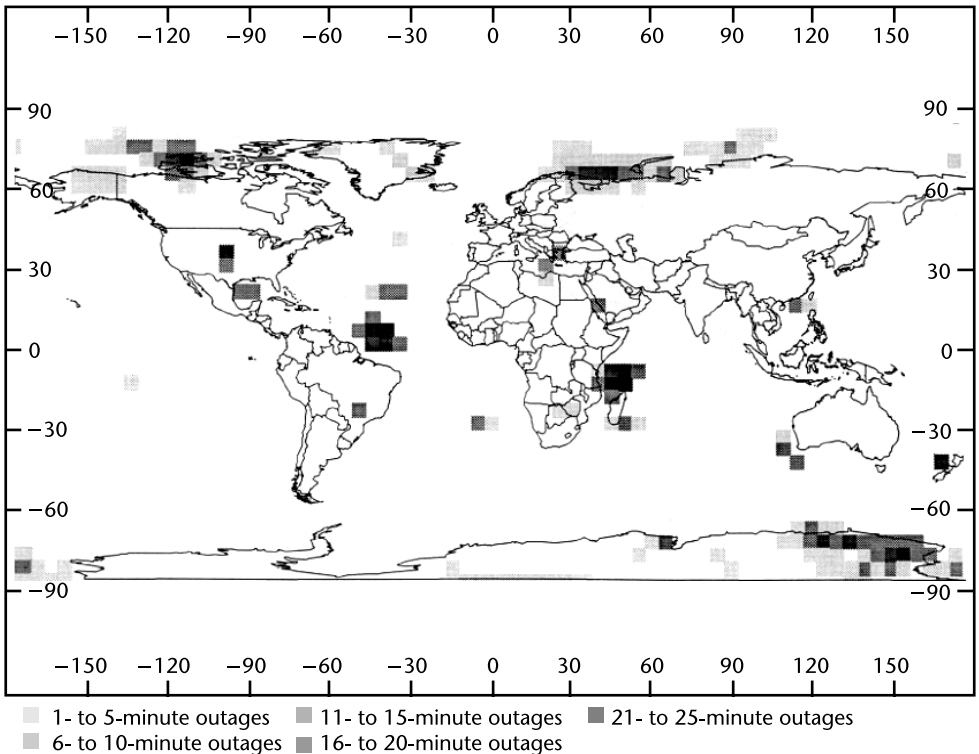 −150 −120 −90 −60 −30 0 30 60 90 120 150
90 90
60 60
30 30
0 0
−30 −30
−60 −60
−90 −90
−150 −120 −90 −60 −30 0 30 60 90 120 150
1- to 5-minute outages 11- to 15-minute outages 21- to 25-minute outages
6- to 10-minute outages 16- to 20-minute outages